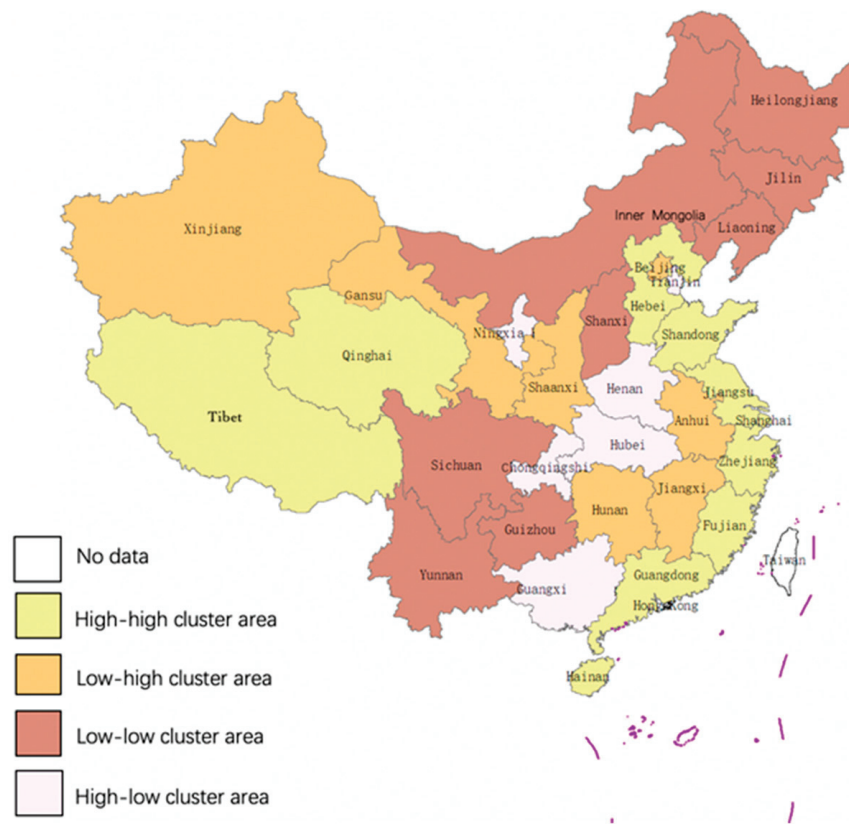 Heilongjiang
Jilin
Inner Mongolia
Liaoning
Xinjiang
Beijing
Tianjin
Gansu
Hebei
Shanxi
Ningxia
Shandong
Qinghai
Shaanxi
Henan
Jiangsu
Tibet
Anhui
Shanghai
Hubei
Sichuan
Chongqingshi
Zhejiang
Jiangxi
Hunan
Guizhou
Fujian
No data
Taiwan
Yunnan
Guangdong
Guangxi
Hong Kong
High-high cluster area
Hainan
Low-high cluster area
Low-low cluster area
High-low cluster area